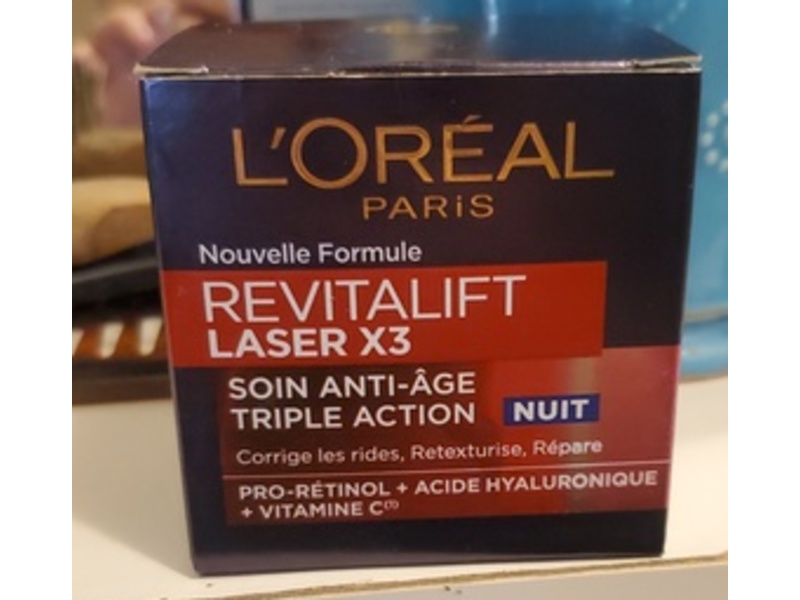 L'ORÉAL
PARiS
Nouvelle Formule
REVITALIFT
LASER X3
SOIN ANTI-ÂGE
TRIPLE ACTION NUIT
Corrige les rides, Retexturise, Répare
PRO-RÉTINOL + ACIDE HYALURONIQUE
+ VITAMINE C(1)